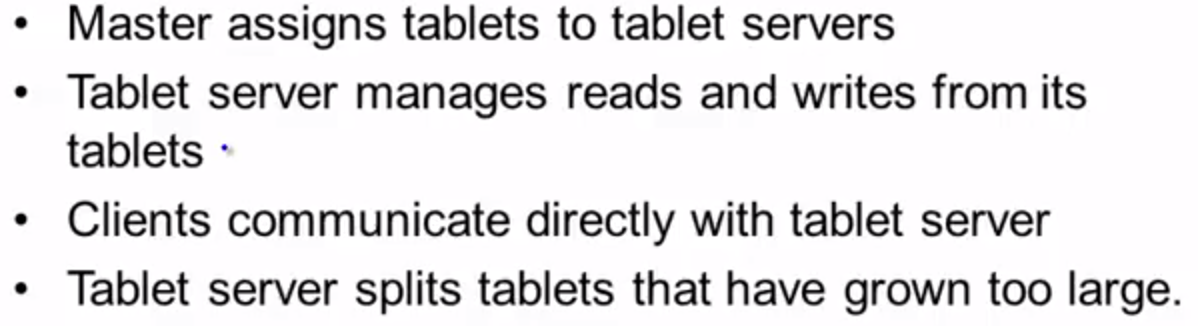 • Master assigns tablets to tablet servers
• Tablet server manages reads and writes from its
tablets
• Clients communicate directly with tablet server
• Tablet server splits tablets that have grown too large.